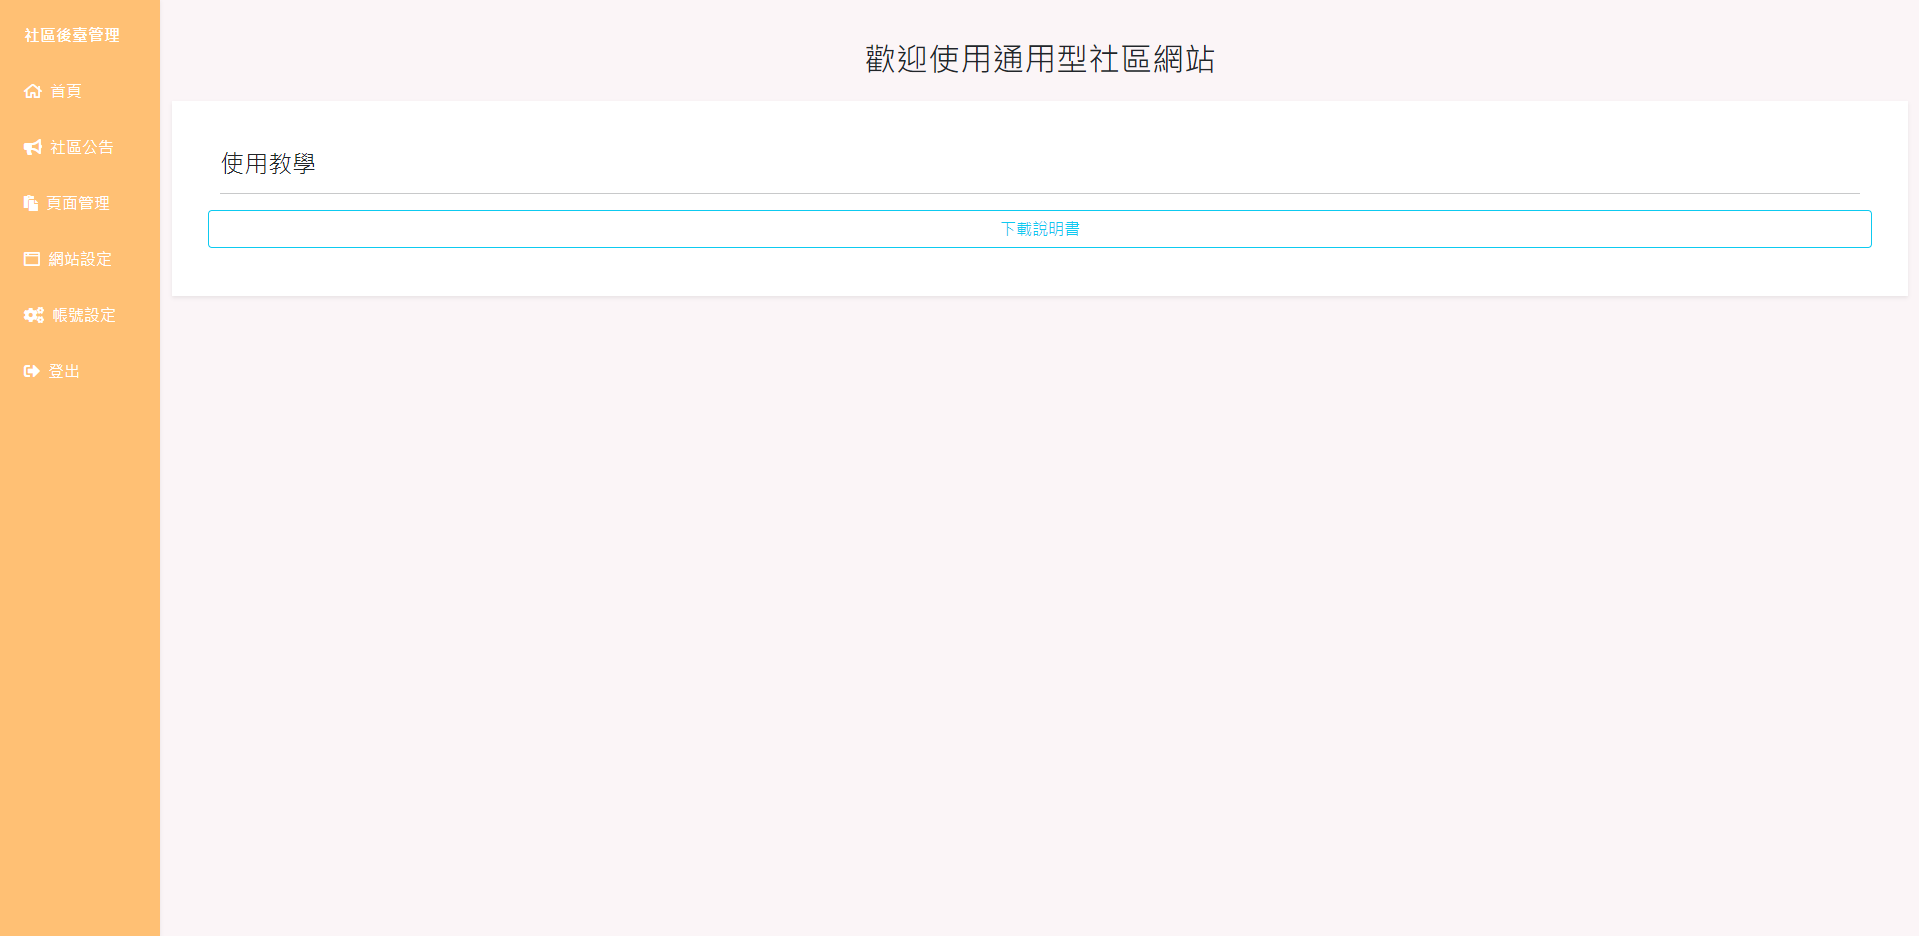 社區後臺管理
首頁
社區公告
頁面管理
網站設定
帳號設定
登出
歡迎使用通用型社區網站
使用教學
下載說明書